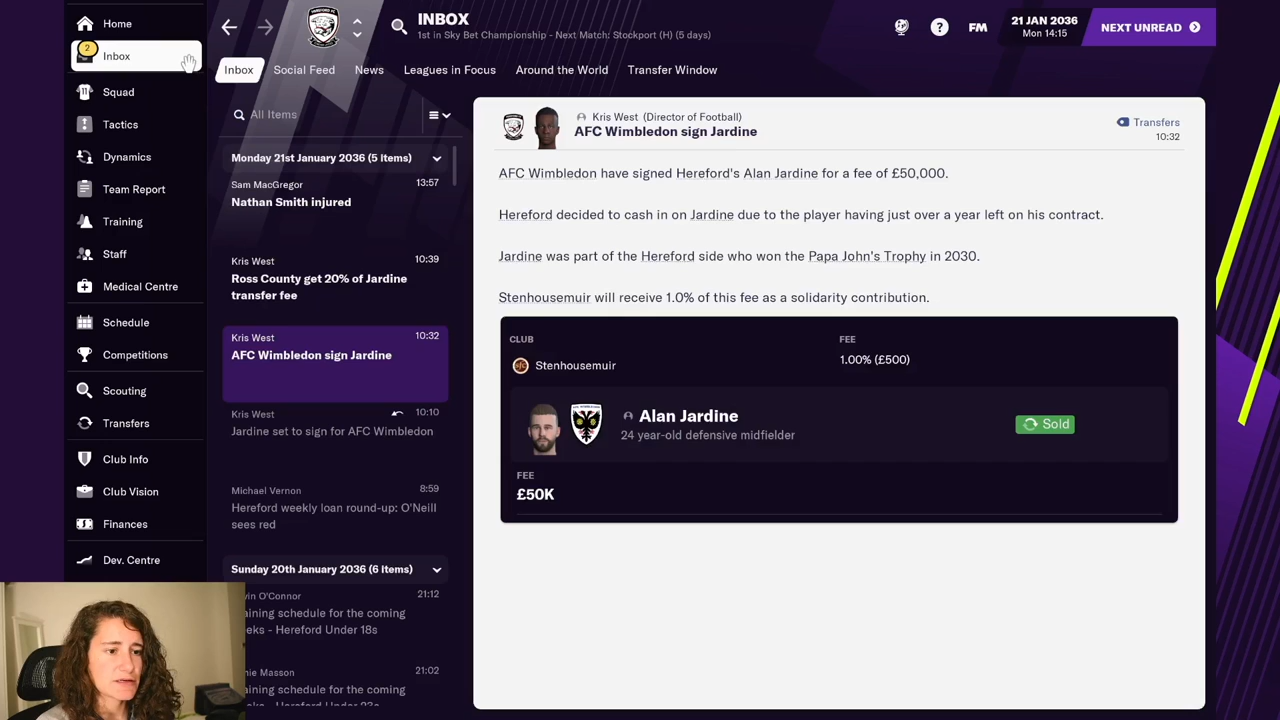 Home
Inbox
2
Squad
Tactics
Dynamics
Team Report
Training
Staff
Medical Centre
Schedule
Competitions
Scouting
Transfers
Club Info
Club Vision
Finances
Dev. Centre
INBOX
1st in Sky Bet Championship - Next Match: Stockport (H) (5 days)
?
FM
21 JAN 2036
Mon 14:15
NEXT UNREAD
Inbox
Social Feed
News
Leagues in Focus
Around the World
Transfer Window
All Items
Monday 21st January 2036 (5 items)
Sam MacGregor
13:57
Nathan Smith injured
Kris West
10:39
Ross County get 20% of Jardine
transfer fee
Kris West
10:32
AFC Wimbledon sign Jardine
Kris West
10:10
Jardine set to sign for AFC Wimbledon
Michael Vernon
8:59
Hereford weekly loan round-up: O'Neill
sees red
Sunday 20th January 2036 (6 items)
O'Connor
21:12
schedule for the coming
- Hereford Under 18s
Masson
21:02
schedule for the coming
Kris West (Director of Football)
AFC Wimbledon sign Jardine
Transfers
10:32
AFC Wimbledon have signed Hereford's Alan Jardine for a fee of £50,000.
Hereford decided to cash in on Jardine due to the player having just over a year left on his contract.
Jardine was part of the Hereford side who won the Papa John's Trophy in 2030.
Stenhousemuir will receive 1.0% of this fee as a solidarity contribution.
CLUB
FEE
Stenhousemuir
1.00% (£500)
Alan Jardine
24 year-old defensive midfielder
Sold
FEE
£50K